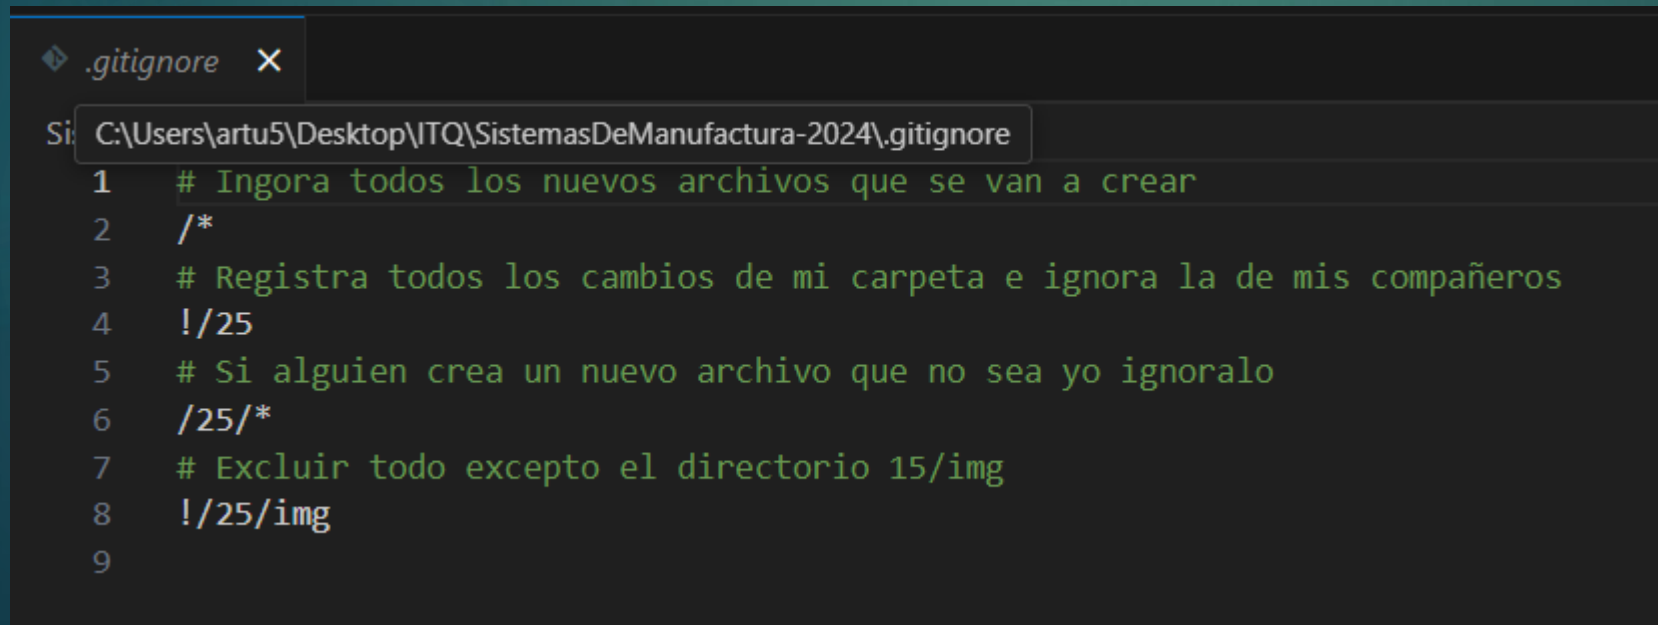 .gitignore
C:\Users\artu5\Desktop\ITQ\SistemasDeManufactura-2024\.gitignore
1 # Ingora todos los nuevos archivos que se van a crear
2 /*
3 # Registra todos los cambios de mi carpeta e ignora la de mis compañeros
4 !/25
5 # Si alguien crea un nuevo archivo que no sea yo ignoralo
6 /25/*
7 # Excluir todo excepto el directorio 15/img
8 !/25/img
9